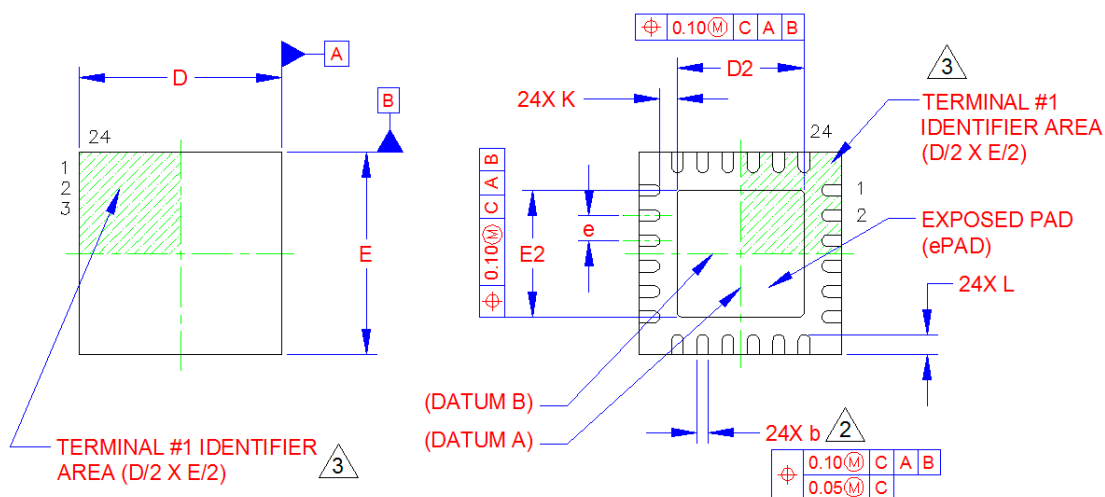 D
A
B
24
1
2
3
E
TERMINAL #1 IDENTIFIER
AREA (D/2 X E/2)
3
⌖ 0.10Ⓜ C A B
D2
24X K
3
TERMINAL #1
IDENTIFIER AREA
(D/2 X E/2)
24
1
2
⌖ 0.10Ⓜ C A B
E2
e
EXPOSED PAD
(ePAD)
24X L
(DATUM B)
(DATUM A)
24X b
2
⌖ 0.10Ⓜ C A B
0.05Ⓜ C